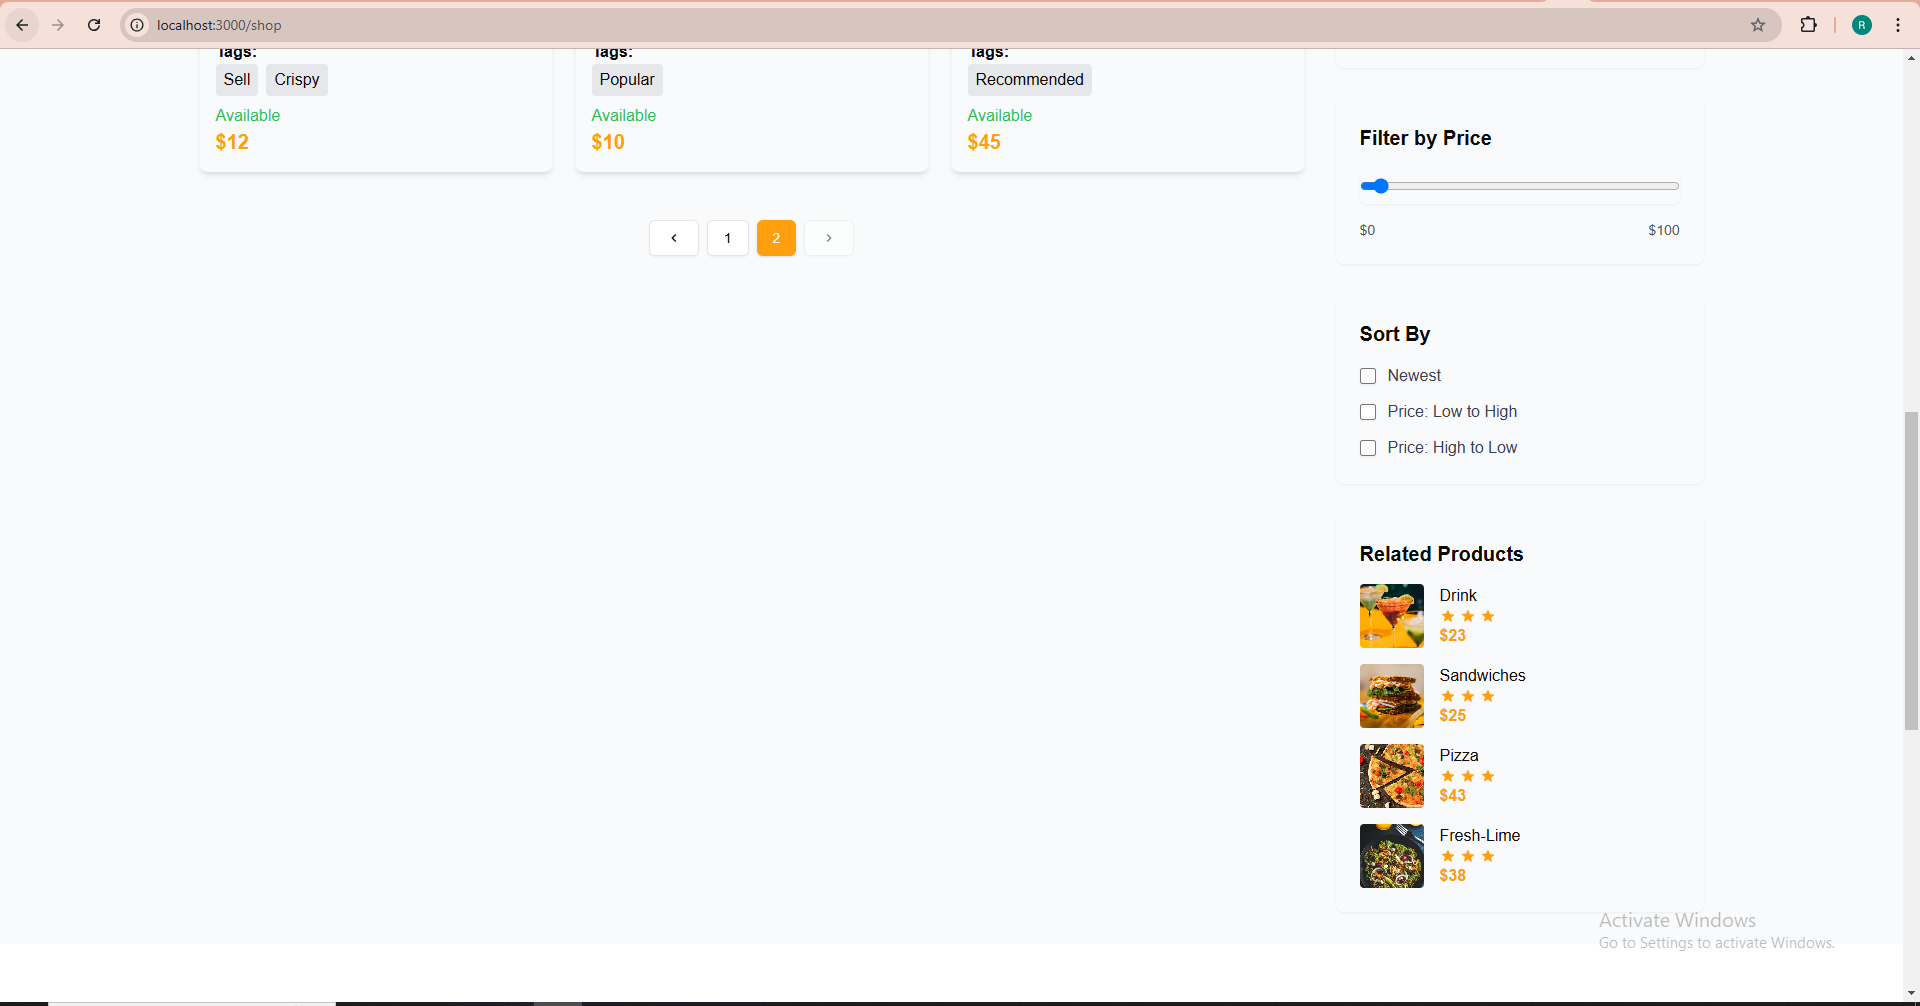 localhost:3000/shop
R
Tags:
Sell Crispy
Available
$12
Tags:
Popular
Available
$10
Tags:
Recommended
Available
$45
1 2
Filter by Price
$0 $100
Sort By
Newest
Price: Low to High
Price: High to Low
Related Products
Drink
$23
Sandwiches
$25
Pizza
$43
Fresh-Lime
$38
Activate Windows
Go to Settings to activate Windows.